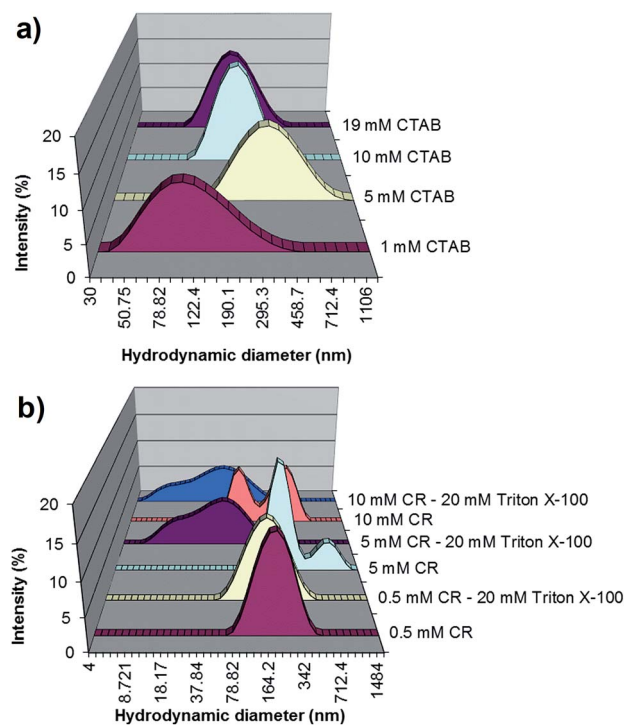 a)
20
15
10
5
0
Intensity (%)
19 mM CTAB
10 mM CTAB
5 mM CTAB
1 mM CTAB
30
50.75
78.82
122.4
190.1
295.3
458.7
712.4
1106
Hydrodynamic diameter (nm)
b)
20
15
10
5
0
Intensity (%)
10 mM CR - 20 mM Triton X-100
10 mM CR
5 mM CR - 20 mM Triton X-100
5 mM CR
0.5 mM CR - 20 mM Triton X-100
0.5 mM CR
4
8.721
18.17
37.84
78.82
164.2
342
712.4
1484
Hydrodynamic diameter (nm)